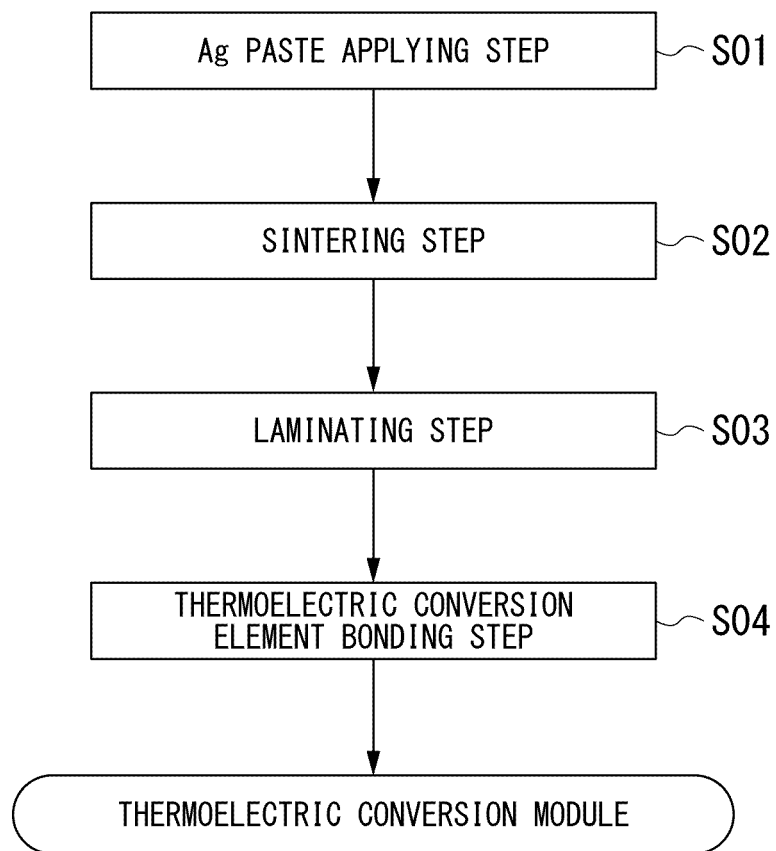 Ag PASTE APPLYING STEP
S01
SINTERING STEP
S02
LAMINATING STEP
S03
THERMOELECTRIC CONVERSION
ELEMENT BONDING STEP
S04
THERMOELECTRIC CONVERSION MODULE